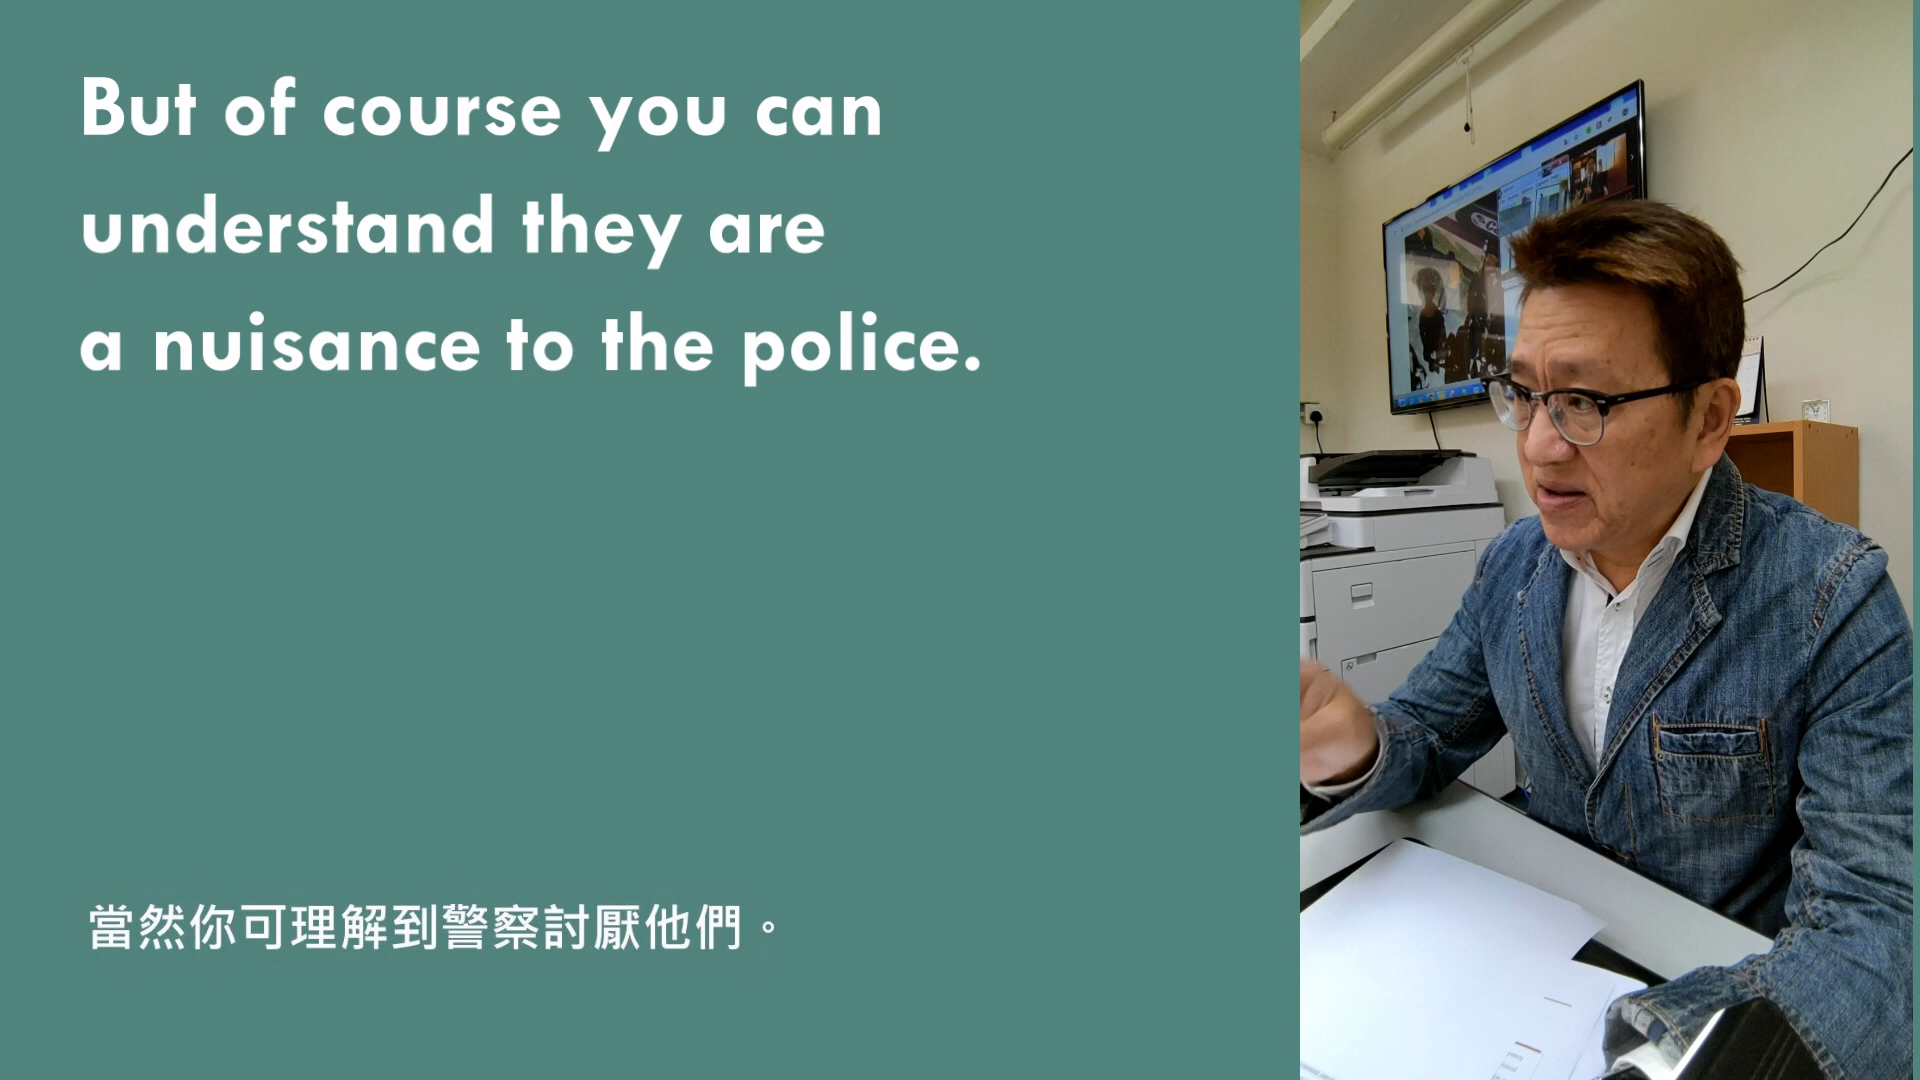 But of course you can
understand they are
a nuisance to the police.
當然你可理解到警察討厭他們。